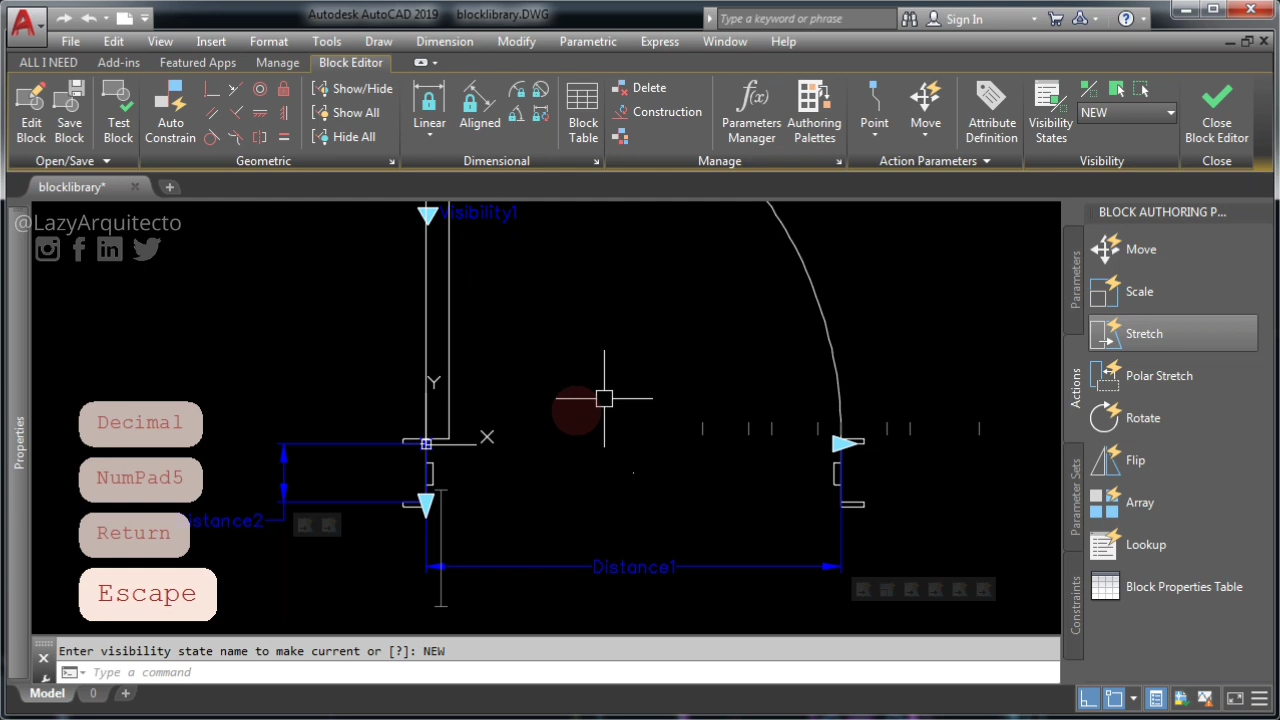 Autodesk AutoCAD 2019 blocklibrary.DWG
Type a keyword or phrase
Sign In
File Edit View Insert Format Tools Draw Dimension Modify Parametric Express Window Help
ALL I NEED Add-ins Featured Apps Manage Block Editor
Edit Block
Save Block
Test Block
Auto Constrain
Show/Hide
Show All
Hide All
Linear
Aligned
Block Table
Delete
Construction
Parameters Manager
Authoring Palettes
Point
Move
Attribute Definition
Visibility States
NEW
Close Block Editor
Open/Save
Geometric
Dimensional
Manage
Action Parameters
Visibility
Close
blocklibrary*
@LazyArquitecto
Visibility1
Y
X
Distance1
Decimal
NumPad5
Return
Escape
Properties
BLOCK AUTHORING P...
Move
Scale
Stretch
Polar Stretch
Rotate
Flip
Array
Lookup
Block Properties Table
Parameters
Actions
Parameter Sets
Constraints
Enter visibility state name to make current or [?]: NEW
Type a command
Model 0